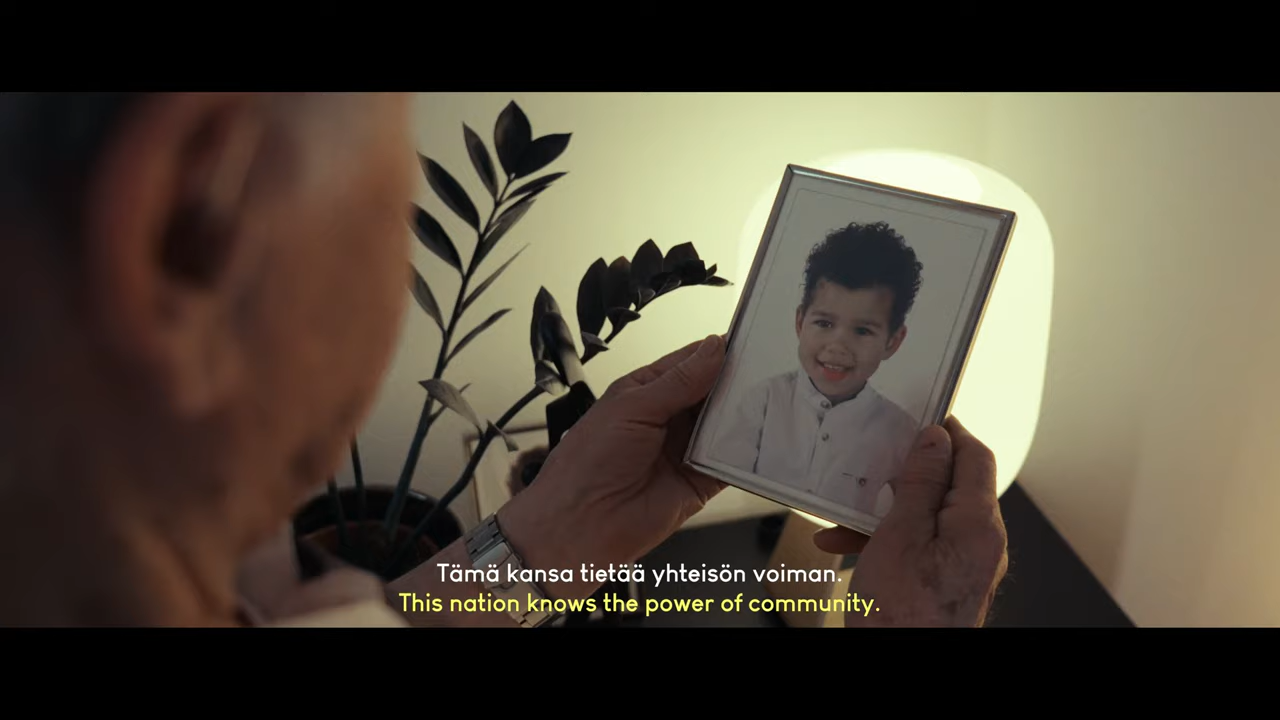 Tämä kansa tietää yhteisön voiman.
This nation knows the power of community.